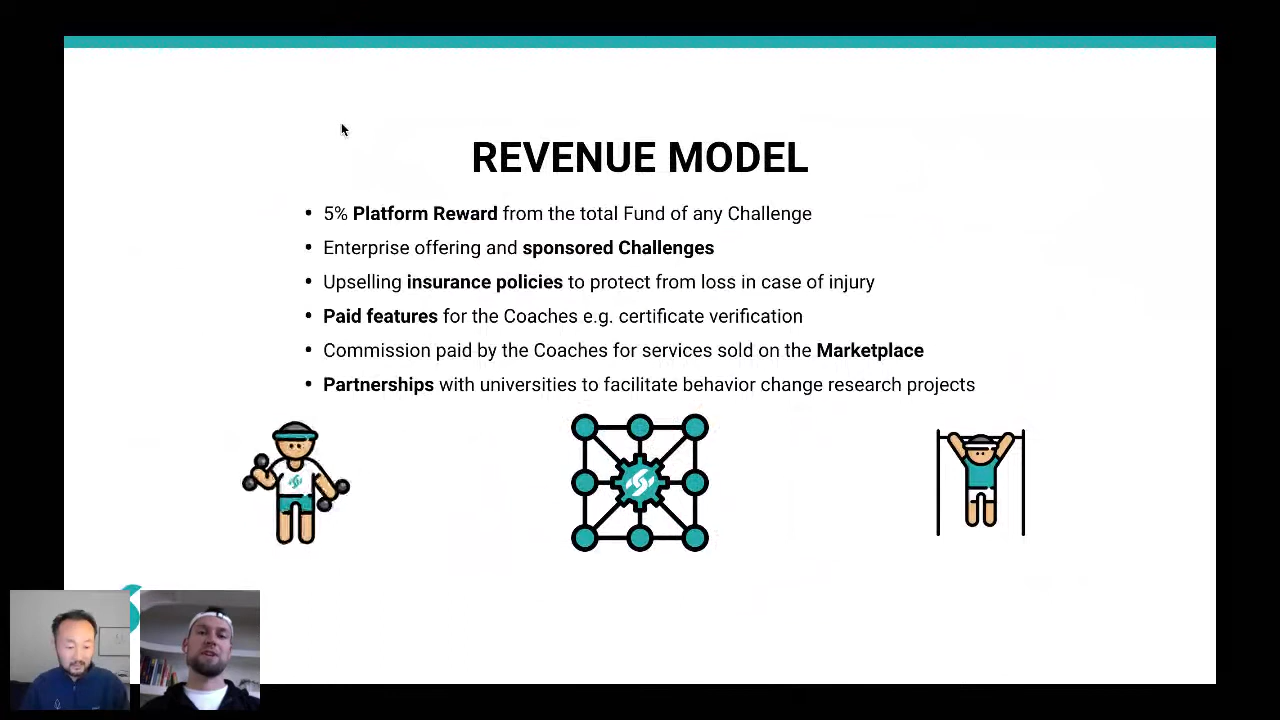 REVENUE MODEL
• 5% Platform Reward from the total Fund of any Challenge
• Enterprise offering and sponsored Challenges
• Upselling insurance policies to protect from loss in case of injury
• Paid features for the Coaches e.g. certificate verification
• Commission paid by the Coaches for services sold on the Marketplace
• Partnerships with universities to facilitate behavior change research projects